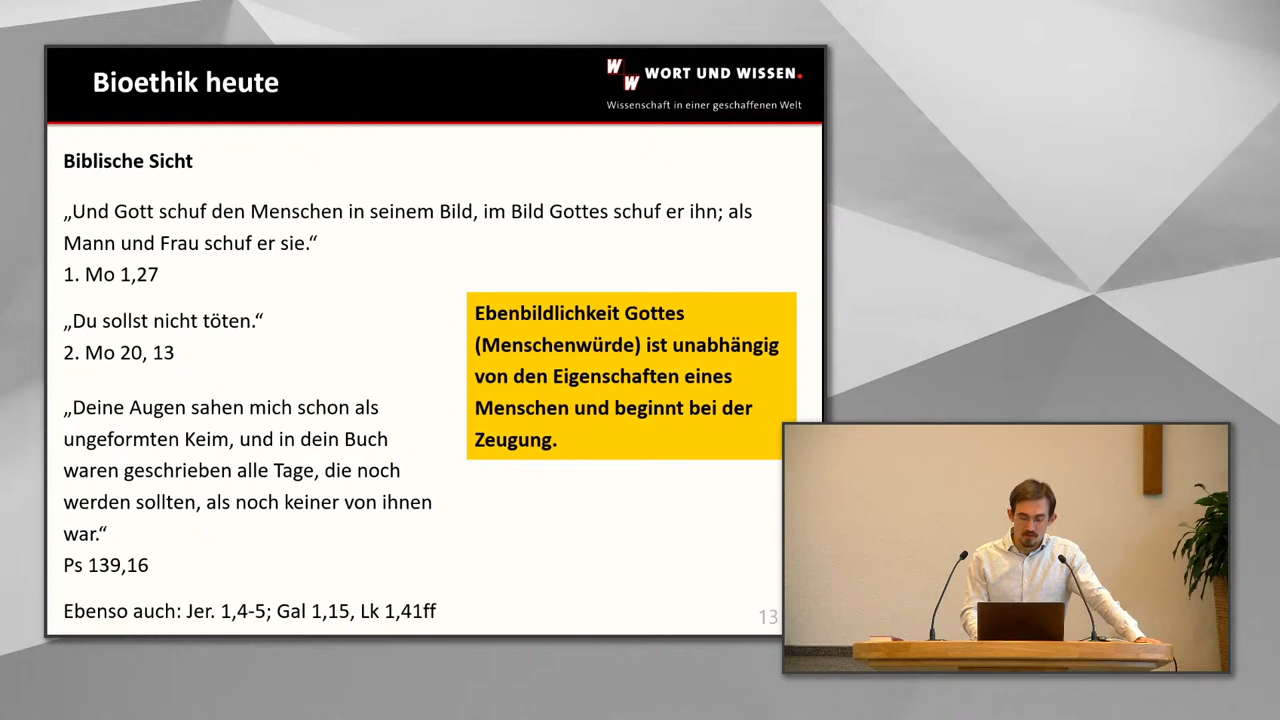 Bioethik heute
WORT UND WISSEN.
Wissenschaft in einer geschaffenen Welt
Biblische Sicht
„Und Gott schuf den Menschen in seinem Bild, im Bild Gottes schuf er ihn; als
Mann und Frau schuf er sie.“
1. Mo 1,27
„Du sollst nicht töten.“
2. Mo 20, 13
„Deine Augen sahen mich schon als
ungeformten Keim, und in dein Buch
waren geschrieben alle Tage, die noch
werden sollten, als noch keiner von ihnen
war.“
Ps 139,16
Ebenso auch: Jer. 1,4-5; Gal 1,15, Lk 1,41ff
Ebenbildlichkeit Gottes
(Menschenwürde) ist unabhängig
von den Eigenschaften eines
Menschen und beginnt bei der
Zeugung.
13